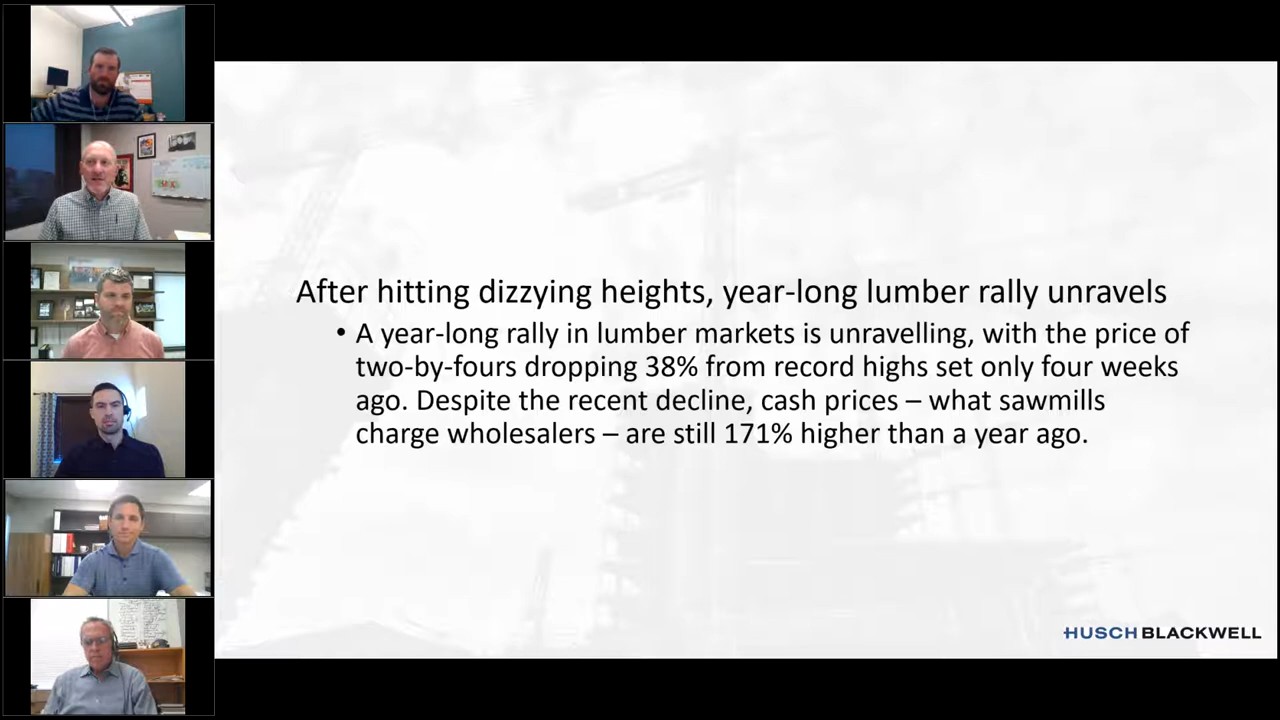 After hitting dizzying heights, year-long lumber rally unravels
• A year-long rally in lumber markets is unravelling, with the price of
two-by-fours dropping 38% from record highs set only four weeks
ago. Despite the recent decline, cash prices – what sawmills
charge wholesalers – are still 171% higher than a year ago.
HUSCH BLACKWELL